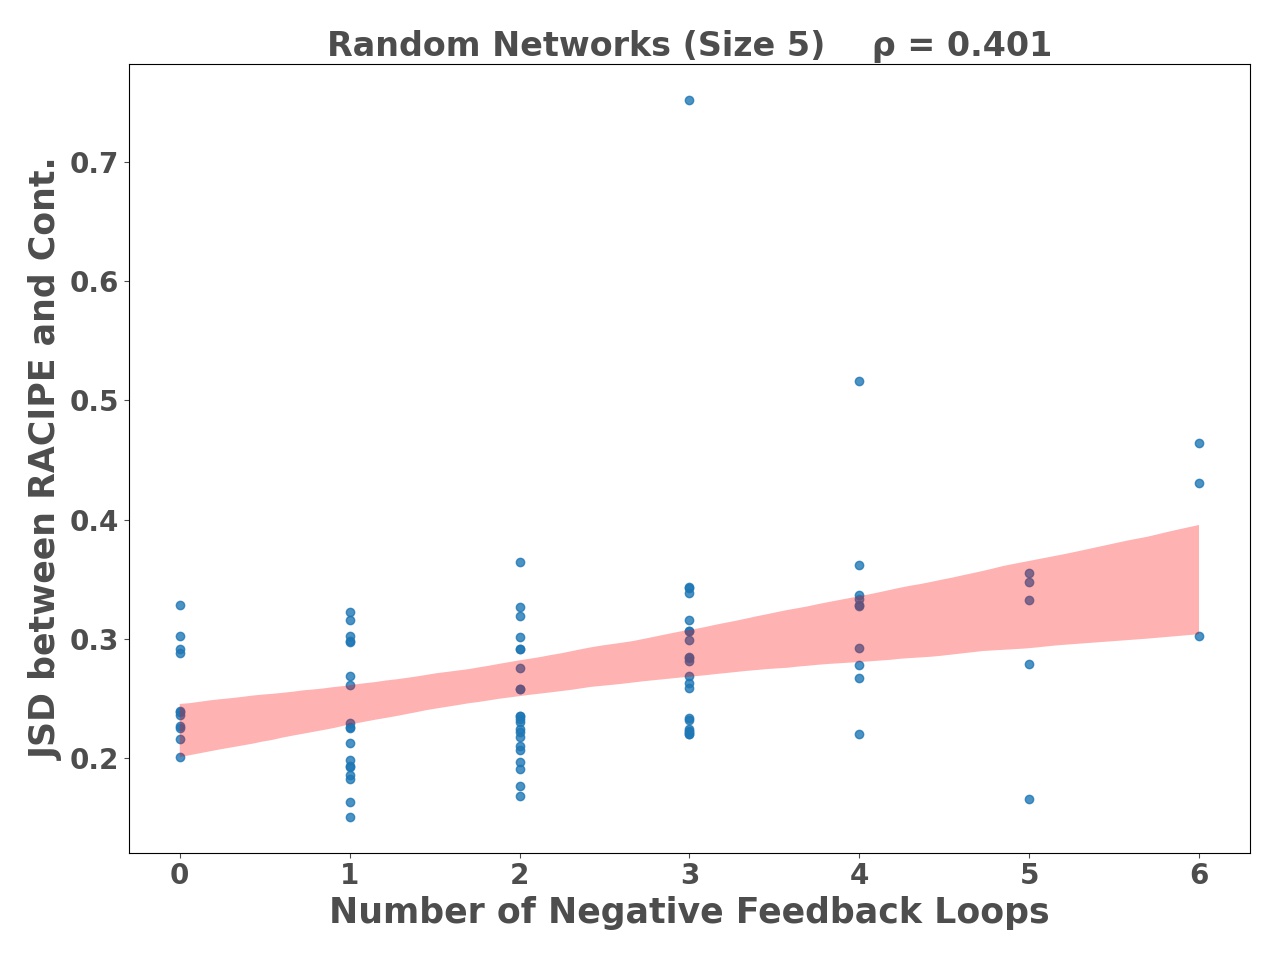 Random Networks (Size 5)    ρ = 0.401
JSD between RACIPE and Cont.
0.7
0.6
0.5
0.4
0.3
0.2
0 1 2 3 4 5 6
Number of Negative Feedback Loops